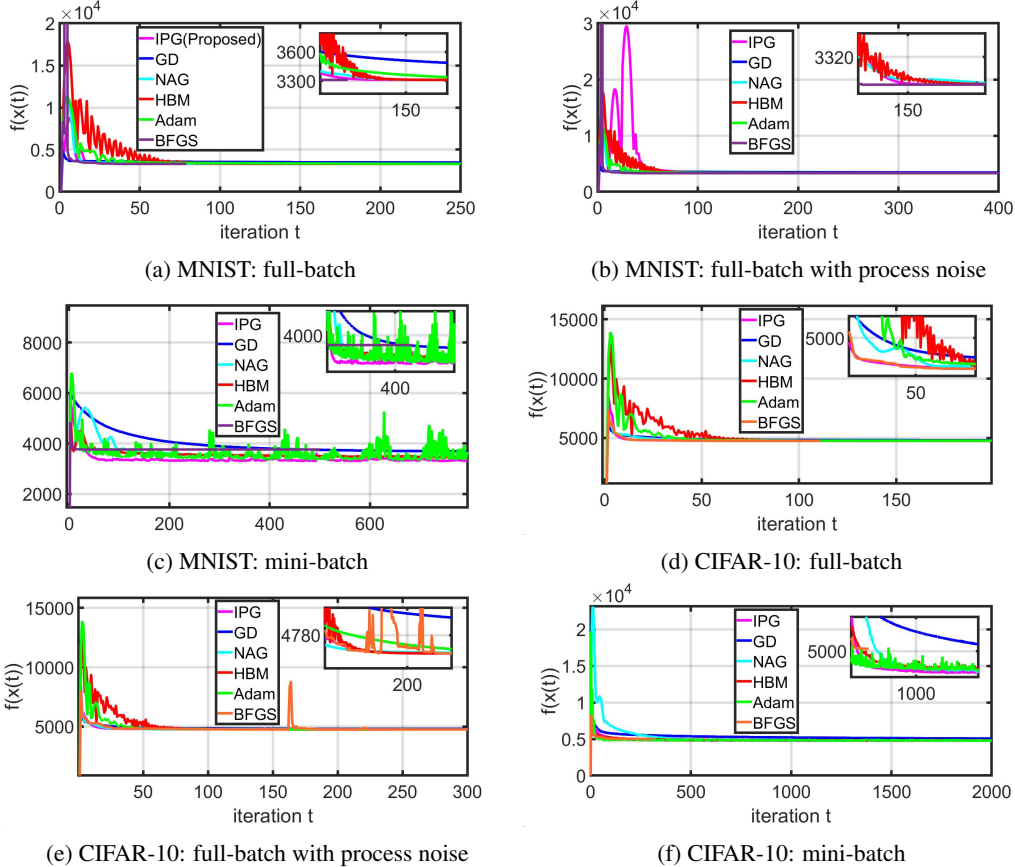 2 ×10⁴
1.5
1
0.5
0
f(x(t))
IPG(Proposed)
GD
NAG
HBM
Adam
BFGS
3600
3300
150
0 50 100 150 200 250
iteration t
(a) MNIST: full-batch
3 ×10⁴
2
1
0
f(x(t))
IPG
GD
NAG
HBM
Adam
BFGS
3320
150
0 100 200 300 400
iteration t
(b) MNIST: full-batch with process noise
8000
6000
4000
2000
f(x(t))
IPG
GD
NAG
HBM
Adam
BFGS
4000
400
0 200 400 600
(c) MNIST: mini-batch
15000
10000
5000
f(x(t))
IPG
GD
NAG
HBM
Adam
BFGS
5000
50
0 50 100 150
iteration t
(d) CIFAR-10: full-batch
15000
10000
5000
f(x(t))
IPG
GD
NAG
HBM
Adam
BFGS
4780
200
50 100 150 200 250 300
iteration t
(e) CIFAR-10: full-batch with process noise
×10⁴
2
1.5
1
0.5
0
f(x(t))
IPG
GD
NAG
HBM
Adam
BFGS
5000
1000
0 500 1000 1500 2000
iteration t
(f) CIFAR-10: mini-batch